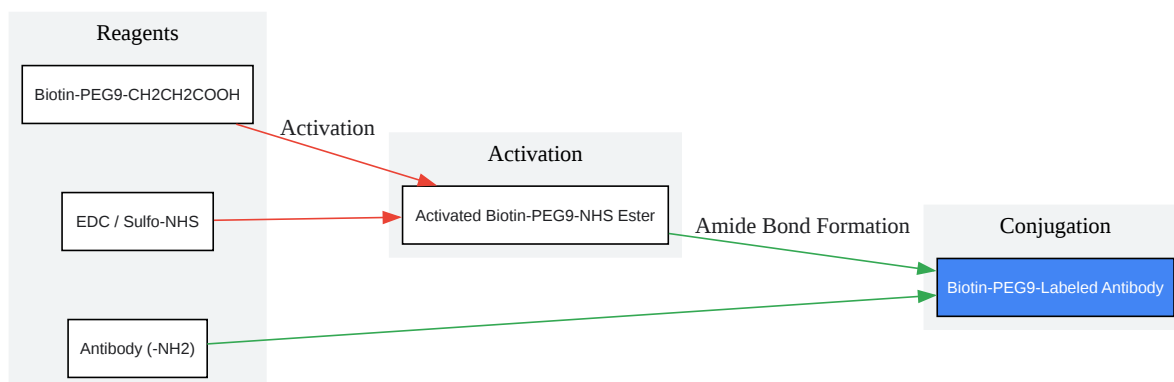 Reagents
Biotin-PEG9-CH2CH2COOH
Activation
Activation
EDC / Sulfo-NHS
Activated Biotin-PEG9-NHS Ester
Amide Bond Formation
Conjugation
Biotin-PEG9-Labeled Antibody
Antibody (-NH2)